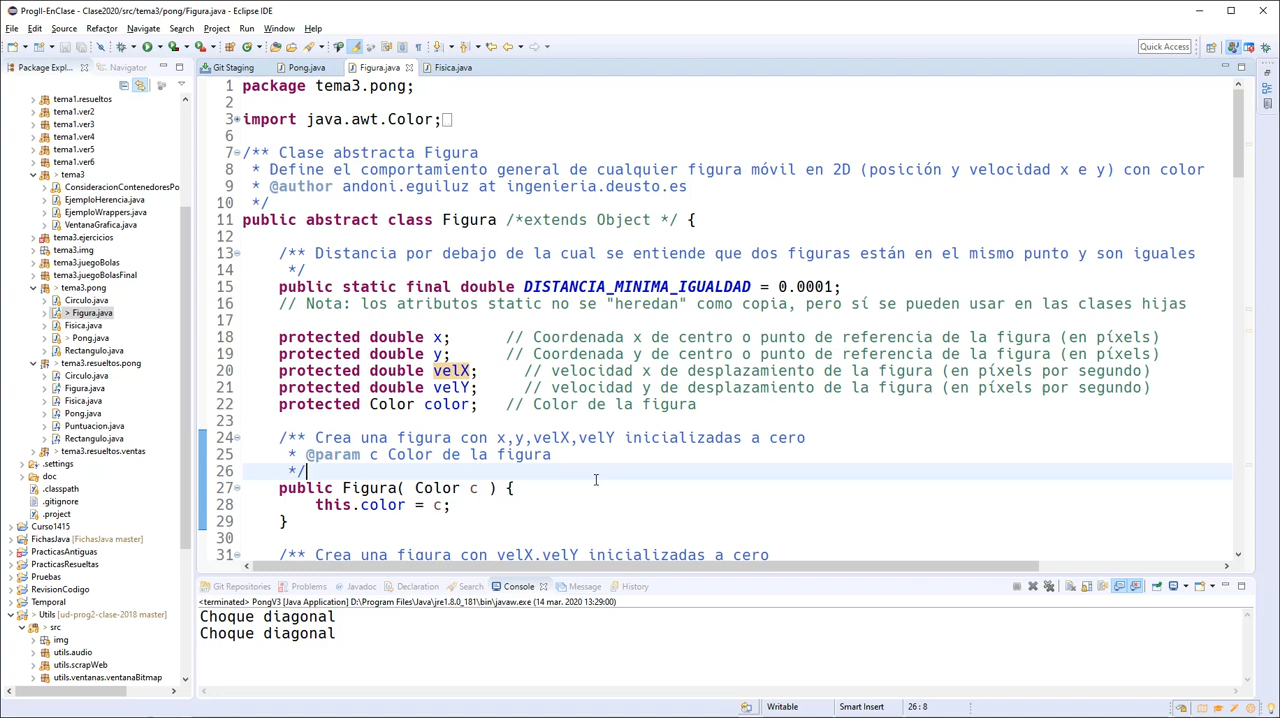 ProgII-EnClase - Clase2020/src/tema3/pong/Figura.java - Eclipse IDE
File Edit Source Refactor Navigate Search Project Run Window Help
Quick Access
Package Expl... Navigator
Git Staging Pong.java Figura.java Fisica.java
tema1.resueltos
tema1.ver2
tema1.ver3
tema1.ver4
tema1.ver5
tema1.ver6
> tema3
ConsideracionContenedoresPo
EjemploHerencia.java
EjemploWrappers.java
VentanaGrafica.java
tema3.ejercicios
tema3.img
tema3.juegoBolas
tema3.juegoBolasFinal
> tema3.pong
Circulo.java
> Figura.java
Fisica.java
> Pong.java
Rectangulo.java
> tema3.resueltos.pong
Circulo.java
Figura.java
Fisica.java
Pong.java
Puntuacion.java
Rectangulo.java
> tema3.resueltos.ventas
.settings
doc
.classpath
.gitignore
.project
Curso1415
FichasJava [FichasJava master]
PracticasAntiguas
PracticasResueltas
Pruebas
RevisionCodigo
Temporal
> Utils [ud-prog2-clase-2018 master]
> src
img
utils.audio
utils.scrapWeb
utils.ventanas.ventanaBitmap
1 package tema3.pong;
2
3 import java.awt.Color;
6
7 /** Clase abstracta Figura
8 * Define el comportamiento general de cualquier figura móvil en 2D (posición y velocidad x e y) con color
9 * @author andoni.eguiluz at ingenieria.deusto.es
10 */
11 public abstract class Figura /*extends Object */ {
12
13 /** Distancia por debajo de la cual se entiende que dos figuras están en el mismo punto y son iguales
14 */
15 public static final double DISTANCIA_MINIMA_IGUALDAD = 0.0001;
16 // Nota: los atributos static no se "heredan" como copia, pero sí se pueden usar en las clases hijas
17
18 protected double x; // Coordenada x de centro o punto de referencia de la figura (en píxels)
19 protected double y; // Coordenada y de centro o punto de referencia de la figura (en píxels)
20 protected double velX; // velocidad x de desplazamiento de la figura (en píxels por segundo)
21 protected double velY; // velocidad y de desplazamiento de la figura (en píxels por segundo)
22 protected Color color; // Color de la figura
23
24 /** Crea una figura con x,y,velX,velY inicializadas a cero
25 * @param c Color de la figura
26 */
27 public Figura( Color c ) {
28 this.color = c;
29 }
30
31 /** Crea una figura con velX,velY inicializadas a cero
Git Repositories Problems Javadoc Declaration Search Console Message History
<terminated> PongV3 [Java Application] D:\Program Files\Java\jre1.8.0_181\bin\javaw.exe (14 mar. 2020 13:29:00)
Choque diagonal
Choque diagonal
Writable Smart Insert 26 : 8